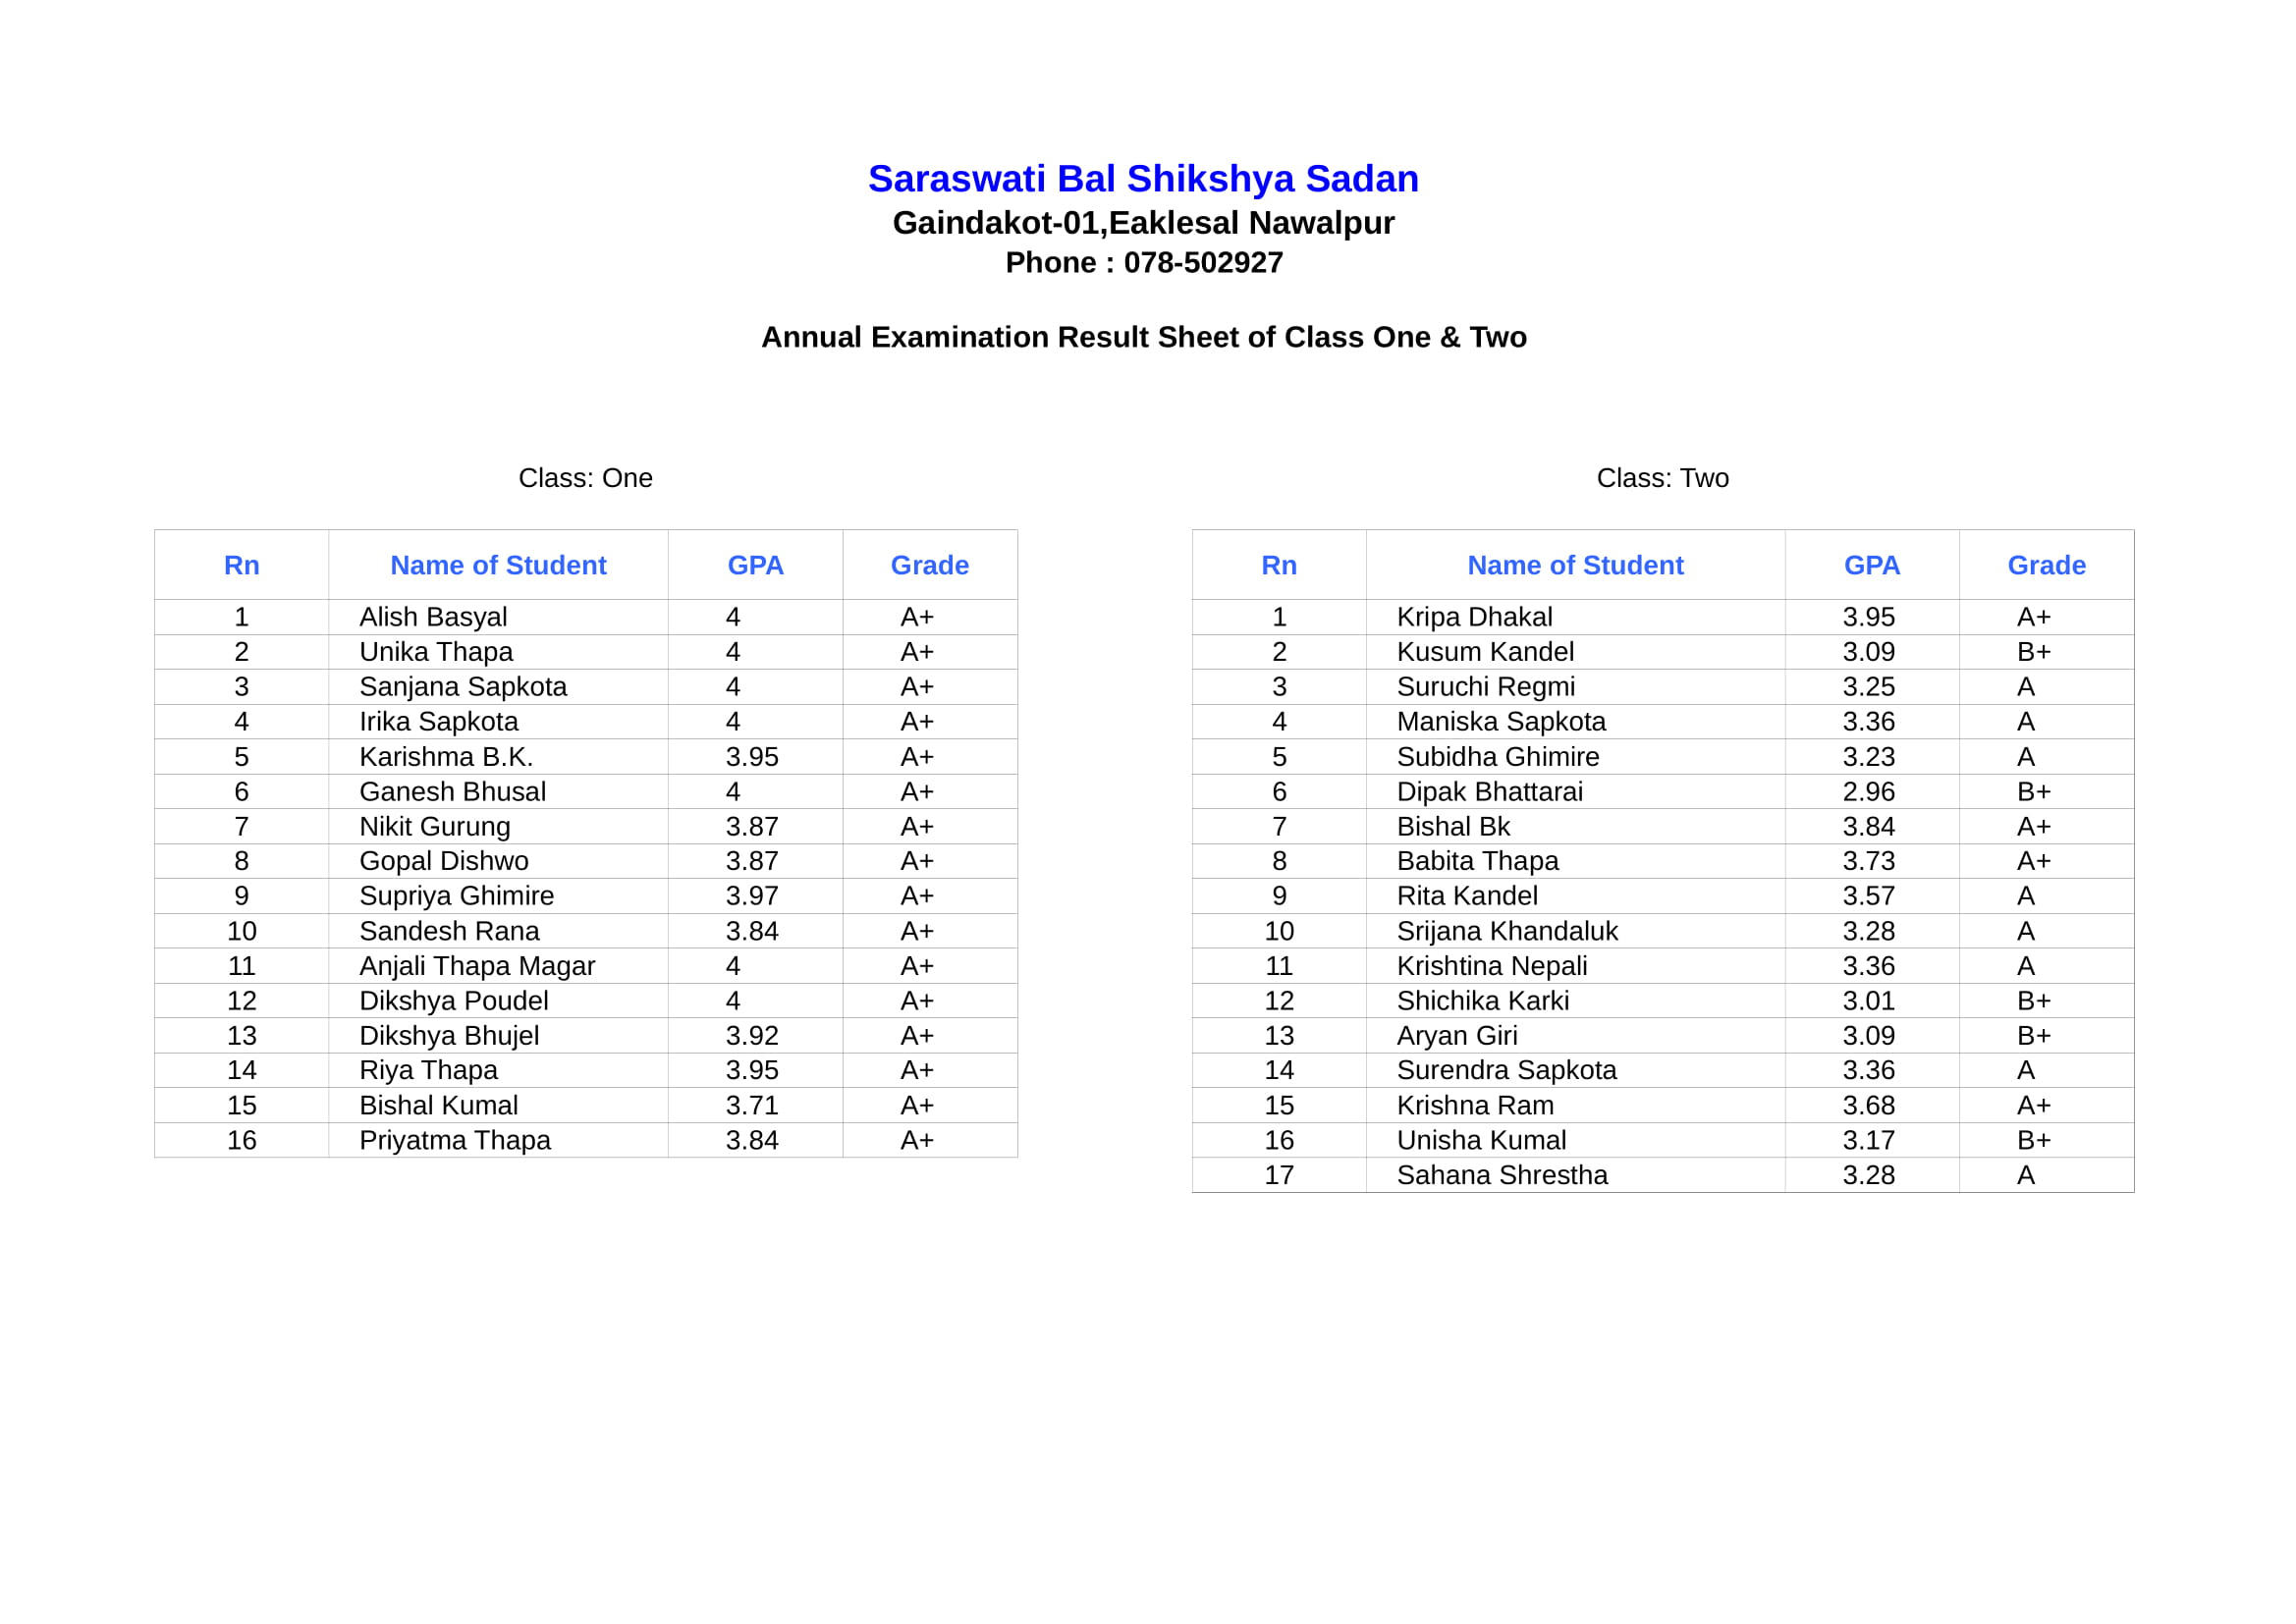 Saraswati Bal Shikshya Sadan
Gaindakot-01,Eaklesal Nawalpur
Phone : 078-502927
Annual Examination Result Sheet of Class One & Two
Class: One
Rn Name of Student GPA Grade
1 Alish Basyal 4 A+
2 Unika Thapa 4 A+
3 Sanjana Sapkota 4 A+
4 Irika Sapkota 4 A+
5 Karishma B.K. 3.95 A+
6 Ganesh Bhusal 4 A+
7 Nikit Gurung 3.87 A+
8 Gopal Dishwo 3.87 A+
9 Supriya Ghimire 3.97 A+
10 Sandesh Rana 3.84 A+
11 Anjali Thapa Magar 4 A+
12 Dikshya Poudel 4 A+
13 Dikshya Bhujel 3.92 A+
14 Riya Thapa 3.95 A+
15 Bishal Kumal 3.71 A+
16 Priyatma Thapa 3.84 A+
Class: Two
Rn Name of Student GPA Grade
1 Kripa Dhakal 3.95 A+
2 Kusum Kandel 3.09 B+
3 Suruchi Regmi 3.25 A
4 Maniska Sapkota 3.36 A
5 Subidha Ghimire 3.23 A
6 Dipak Bhattarai 2.96 B+
7 Bishal Bk 3.84 A+
8 Babita Thapa 3.73 A+
9 Rita Kandel 3.57 A
10 Srijana Khandaluk 3.28 A
11 Krishtina Nepali 3.36 A
12 Shichika Karki 3.01 B+
13 Aryan Giri 3.09 B+
14 Surendra Sapkota 3.36 A
15 Krishna Ram 3.68 A+
16 Unisha Kumal 3.17 B+
17 Sahana Shrestha 3.28 A